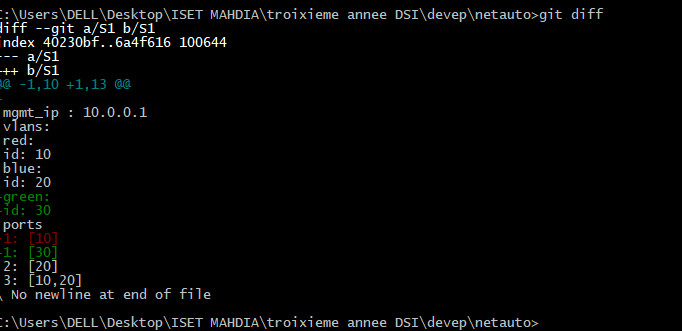 C:\Users\DELL\Desktop\ISET MAHDIA\troixieme annee DSI\devep\netauto>git diff
diff --git a/S1 b/S1
index 40230bf..6a4f616 100644
--- a/S1
+++ b/S1
@@ -1,10 +1,13 @@
+
mgmt_ip : 10.0.0.1
vlans:
red:
id: 10
blue:
id: 20
+green:
+id: 30
ports
-1: [10]
+1: [30]
2: [20]
3: [10,20]
\ No newline at end of file
C:\Users\DELL\Desktop\ISET MAHDIA\troixieme annee DSI\devep\netauto>